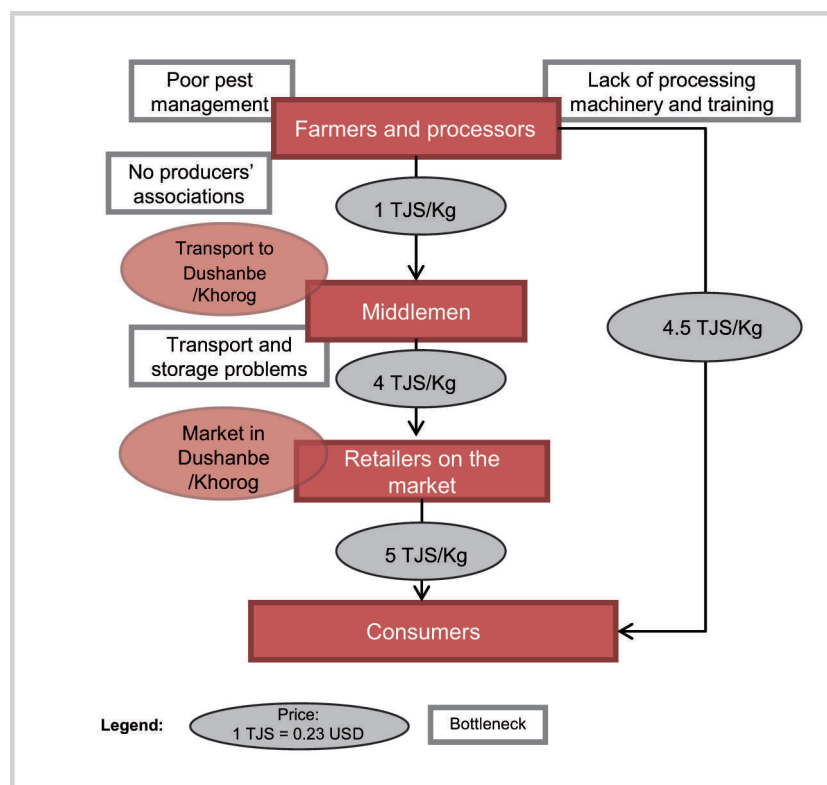 Poor pest
management
Lack of processing
machinery and training
Farmers and processors
No producers’
associations
1 TJS/Kg
Transport to
Dushanbe
/Khorog
Middlemen
4.5 TJS/Kg
Transport and
storage problems
4 TJS/Kg
Market in
Dushanbe
/Khorog
Retailers on the
market
5 TJS/Kg
Consumers
Legend:
Price:
1 TJS = 0.23 USD
Bottleneck